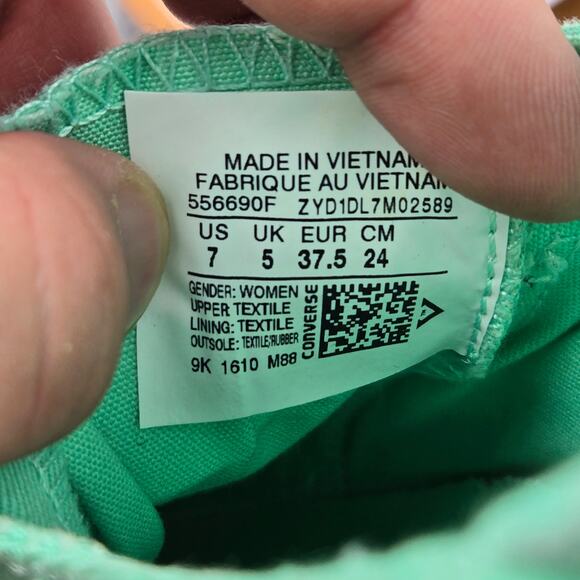 MADE IN VIETNAM
FABRIQUE AU VIETNAM
556690F ZYD1DL7M02589
US UK EUR CM
7 5 37.5 24
GENDER: WOMEN
UPPER TEXTILE
LINING: TEXTILE
OUTSOLE: TEXTILE/RUBBER
9K 1610 M88
CONVERSE